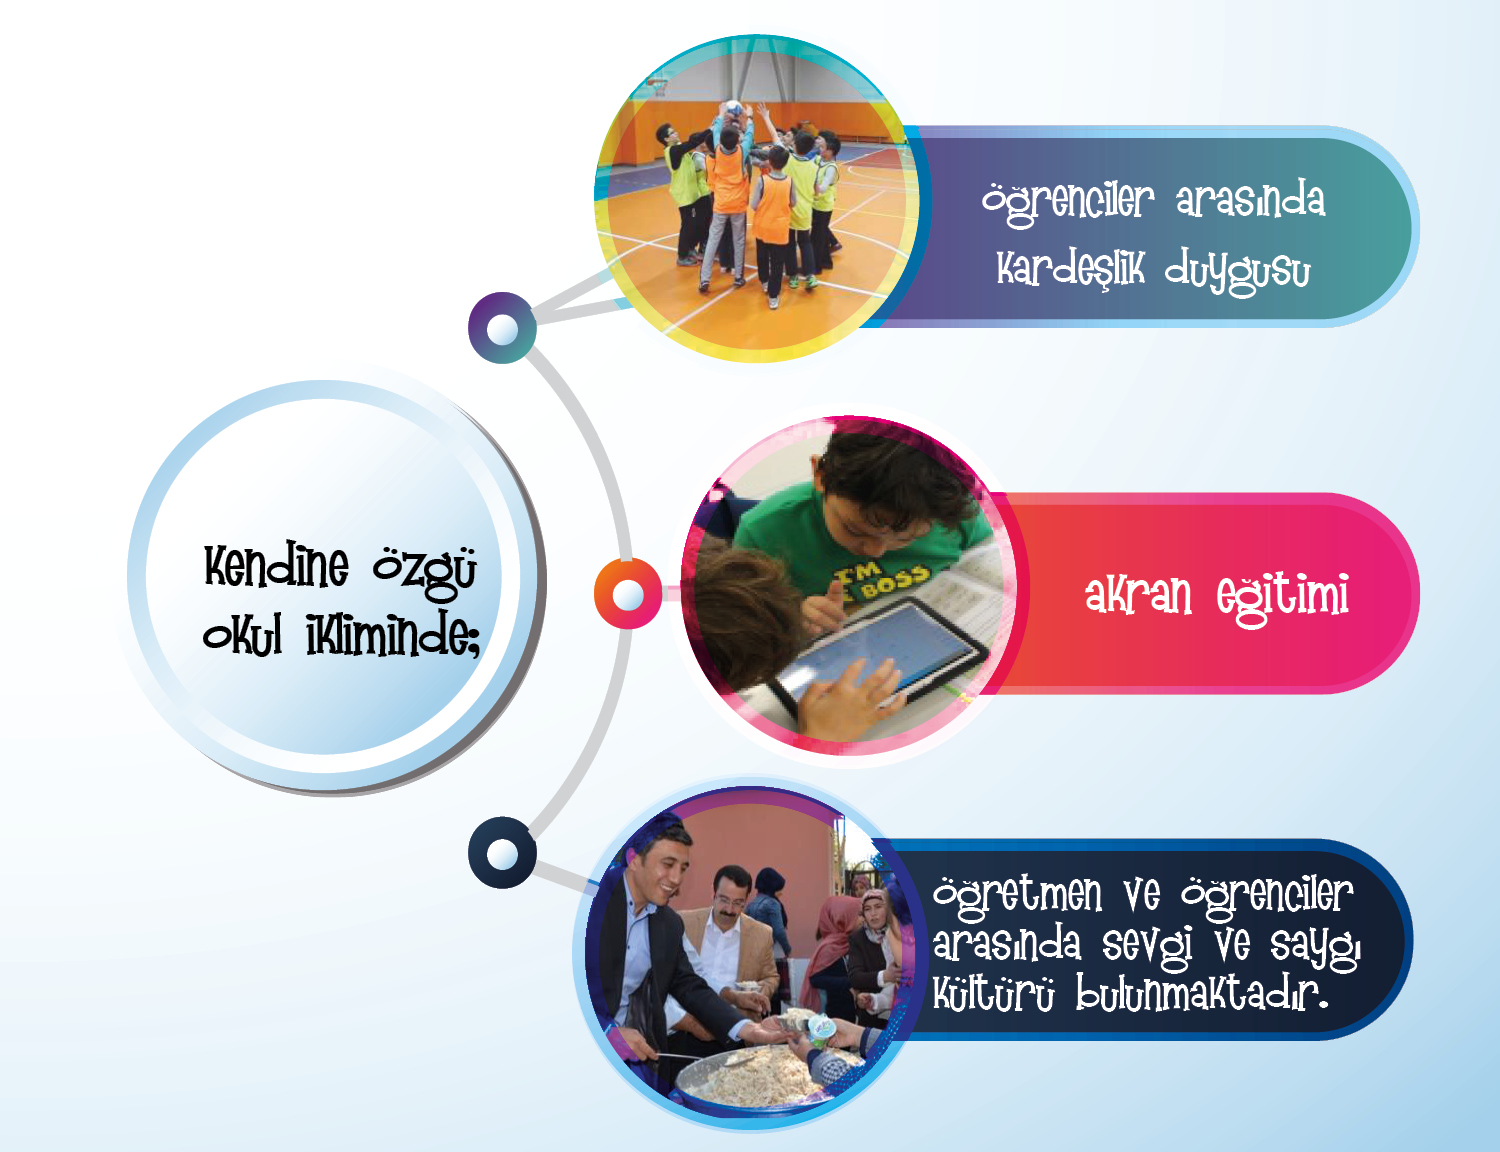 Kendine özgü
okul ikliminde;
öğrenciler arasında
kardeşlik duygusu
I'M
BOSS
akran eğitimi
öğretmen ve öğrenciler
arasında sevgi ve saygı
kültürü bulunmaktadır.